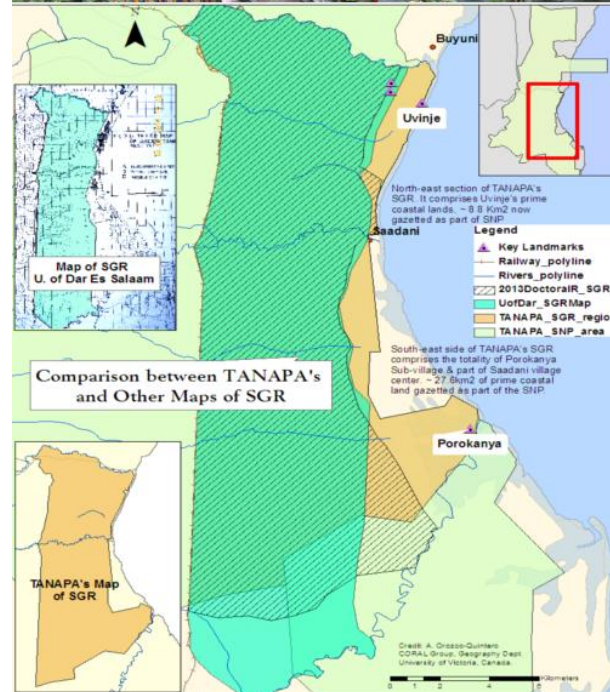 N
Buyuni
Uvinje
North-east section of TANAPA's
SGR. It comprises Uvinje's prime
coastal lands. ~ 8.8 Km2 now
gazetted as part of SNP
Saadani
Legend
Key Landmarks
Railway_polyline
Rivers_polyline
2013DoctoralR_SGR
UofDar_SGRMap
TANAPA_SGR_region
TANAPA_SNP_area
Map of SGR
U. of Dar Es Salaam
South-east side of TANAPA's SGR
comprises the totality of Porokanya
Sub-village & part of Saadani village
center. ~ 27.6km2 of prime coastal
land gazetted as part of the SNP.
Comparison between TANAPA's
and Other Maps of SGR
Porokanya
TANAPA's Map
of SGR
Credit: A. Orozco-Quintero
CORAL Group, Geography Dept
University of Victoria, Canada.
0 1 2 4 6
Kilometers